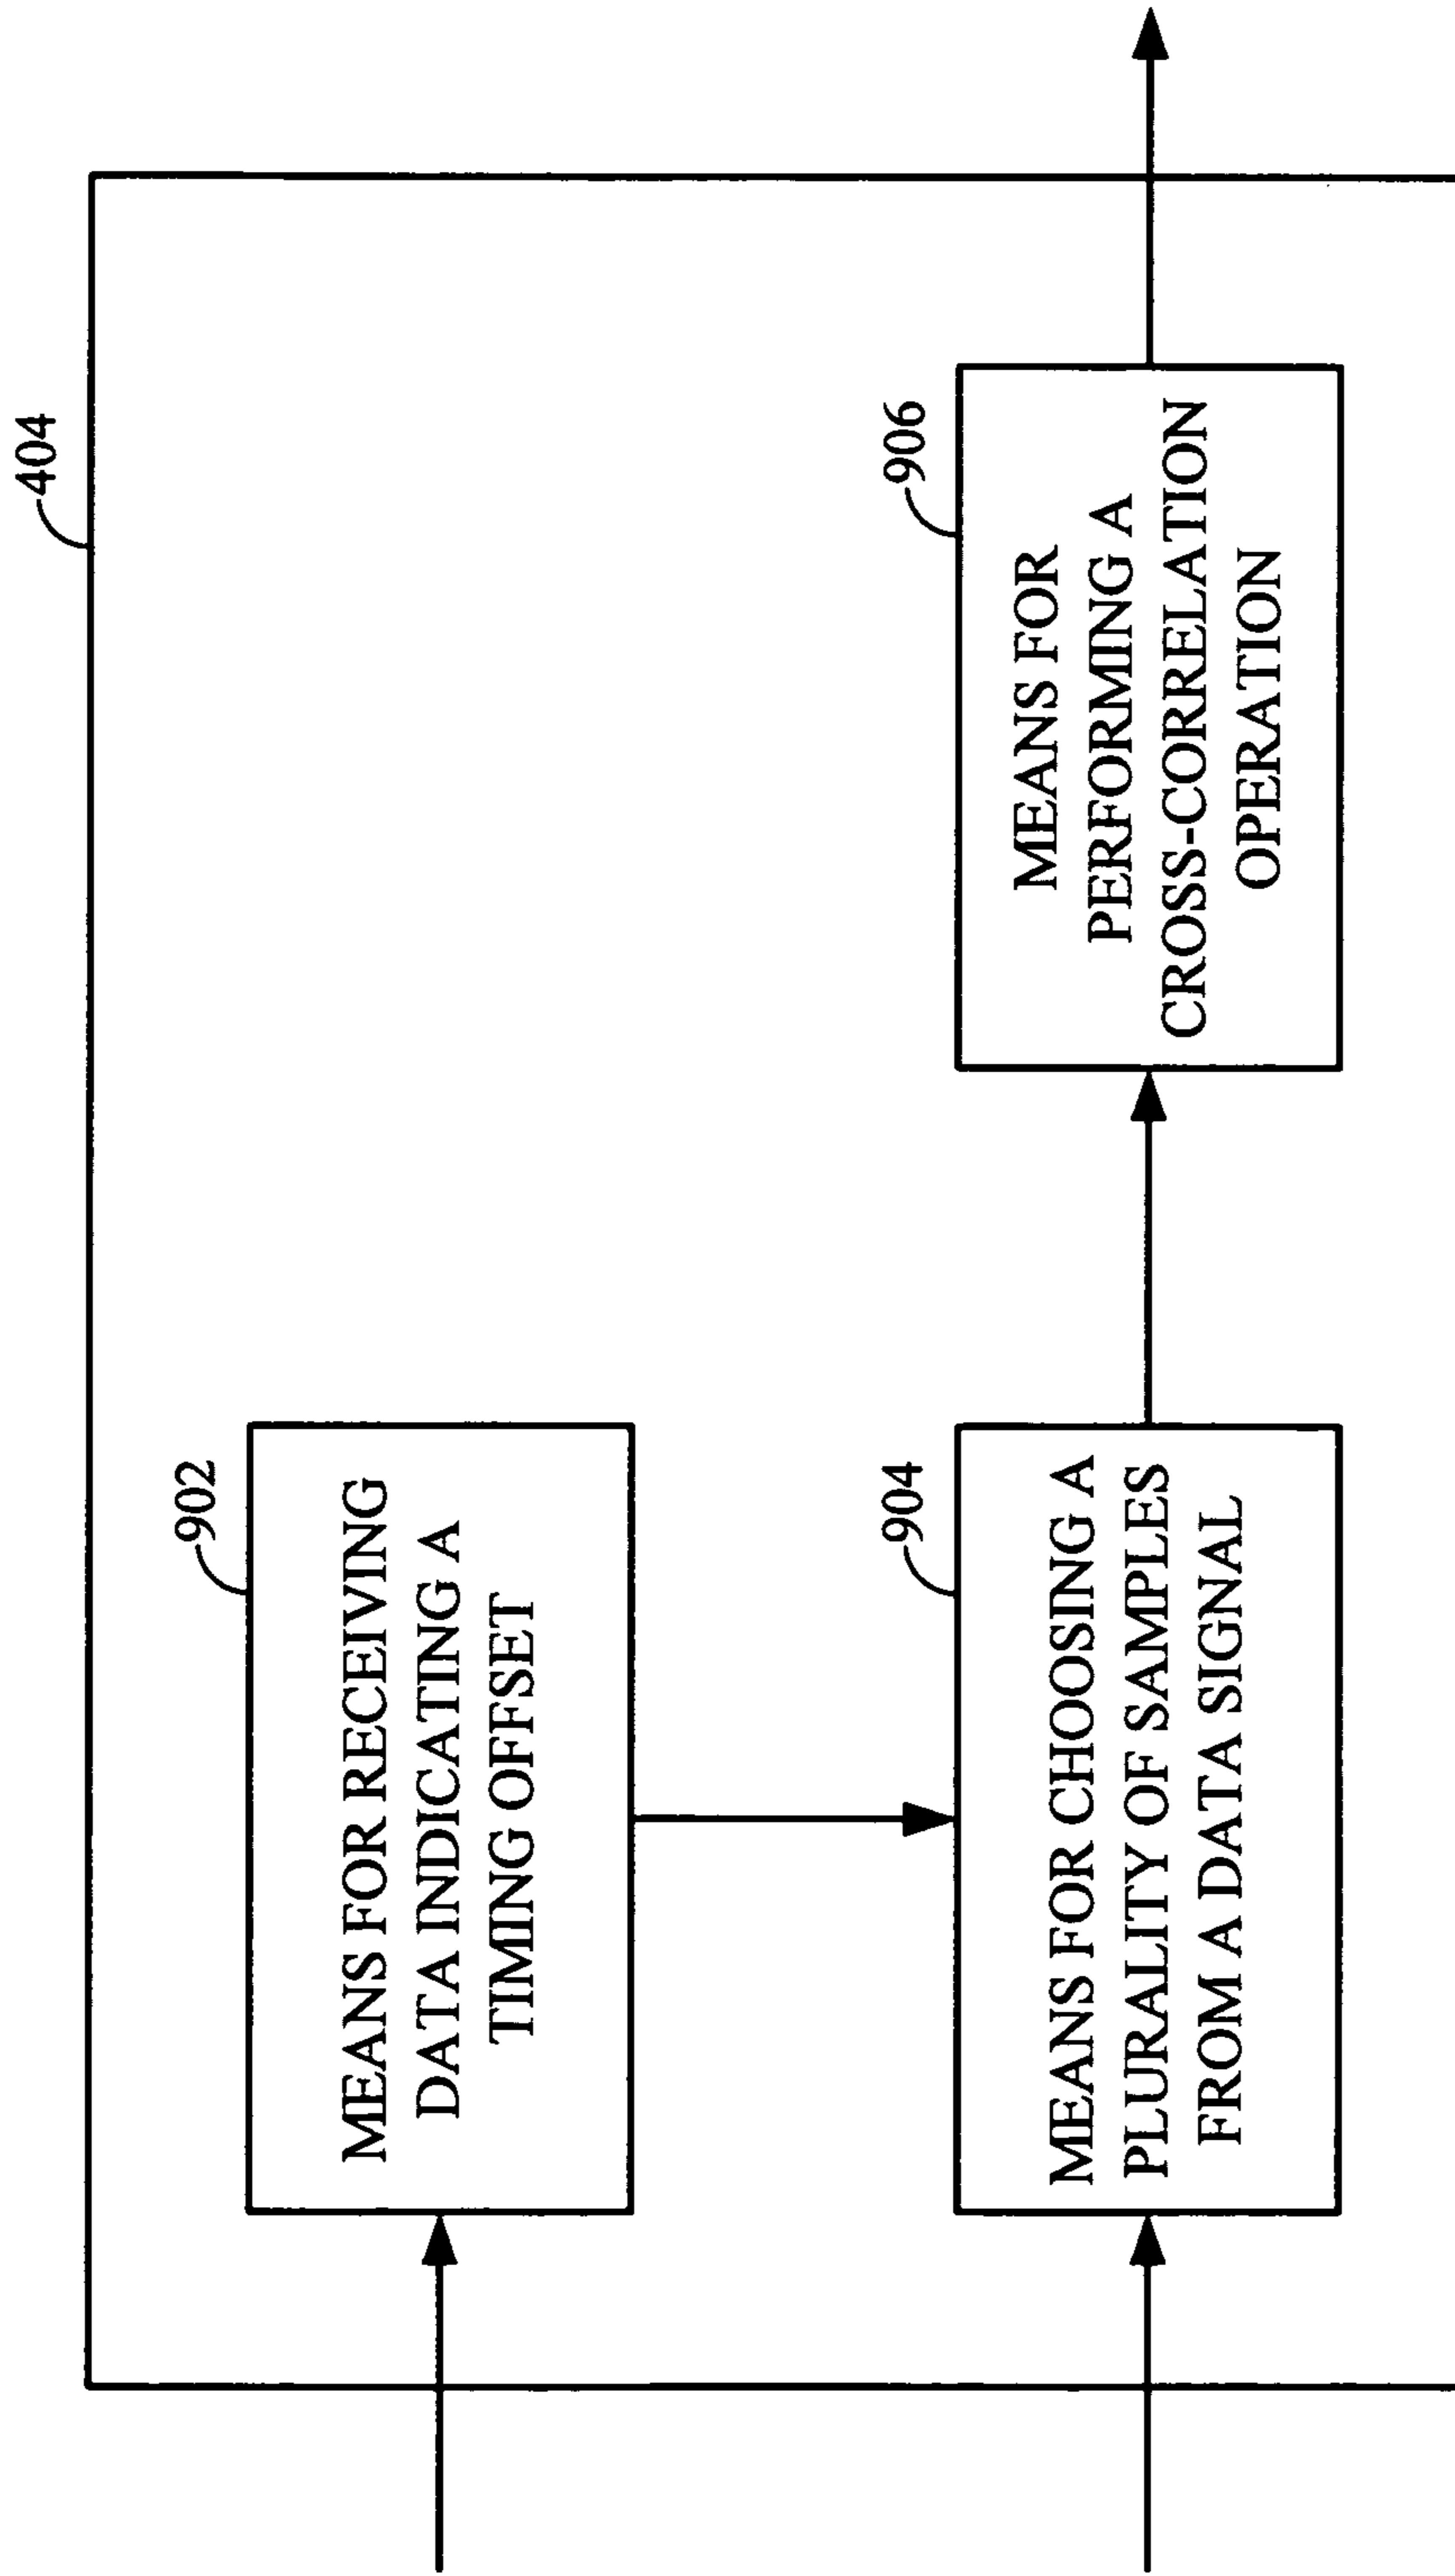 404
902
MEANS FOR RECEIVING
DATA INDICATING A
TIMING OFFSET
904
MEANS FOR CHOOSING A
PLURALITY OF SAMPLES
FROM A DATA SIGNAL
906
MEANS FOR
PERFORMING A
CROSS-CORRELATION
OPERATION